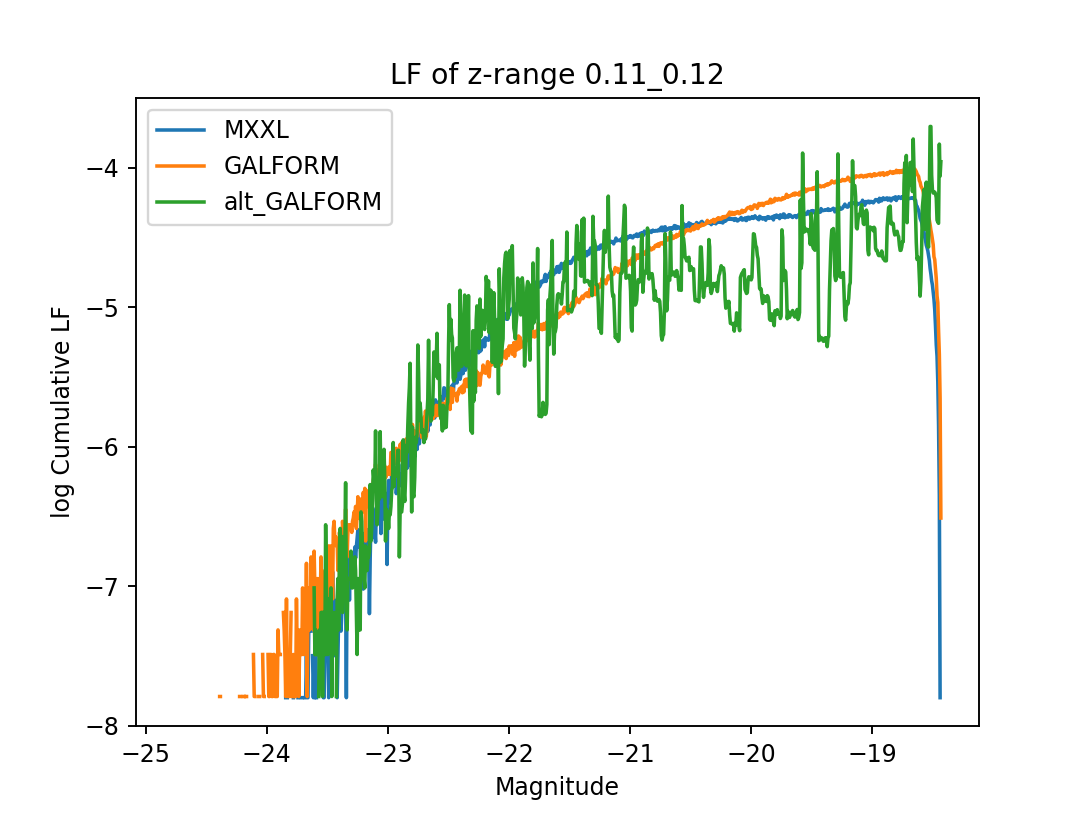 LF of z-range 0.11_0.12
MXXL
GALFORM
alt_GALFORM
log Cumulative LF
−4
−5
−6
−7
−8
−25 −24 −23 −22 −21 −20 −19
Magnitude